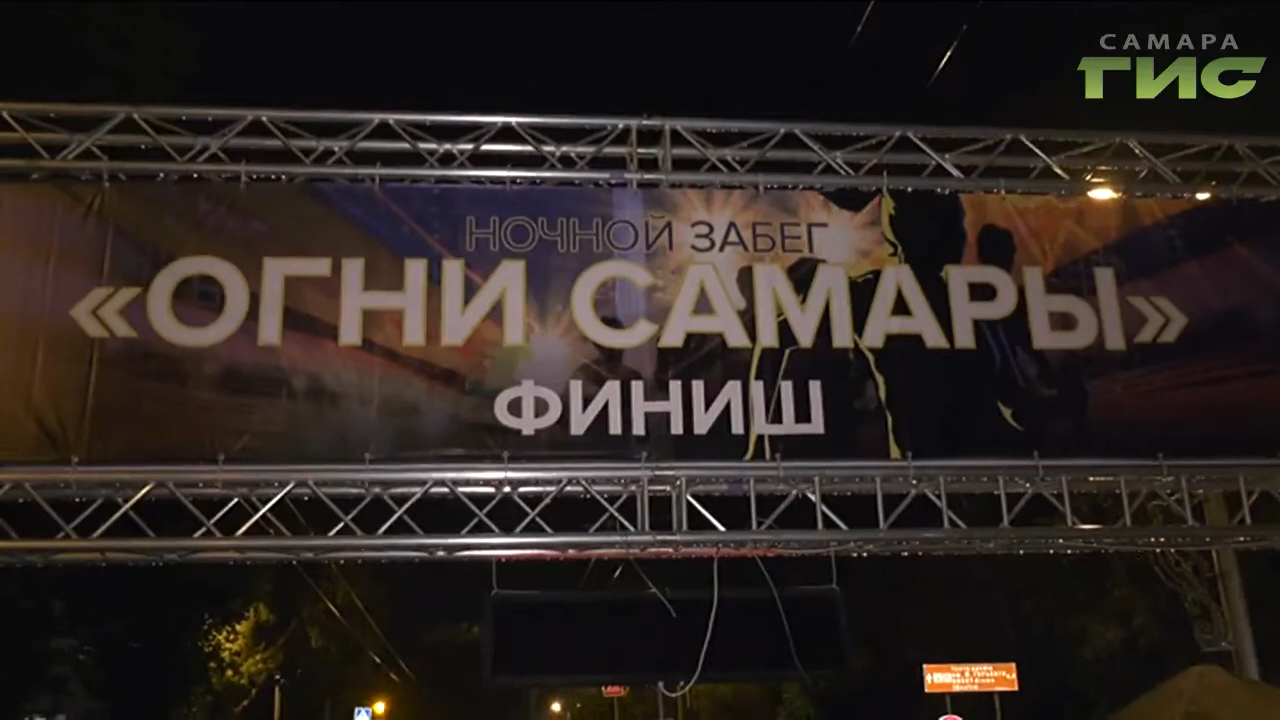 САМАРА
ГИС
НОЧНОЙ ЗАБЕГ
«ОГНИ САМАРЫ»
ФИНИШ